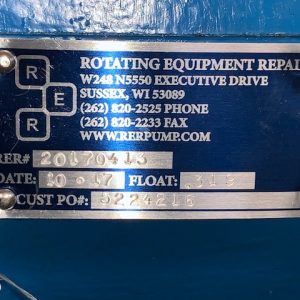 R
E
R
ROTATING EQUIPMENT REPAI
W248 N5550 EXECUTIVE DRIVE
SUSSEX, WI 53089
(262) 820-2525 PHONE
(262) 820-2233 FAX
WWW.RERPUMP.COM
RER# 20170413
DATE: 10 • 17 FLOAT: .319
CUST PO#: 5224216